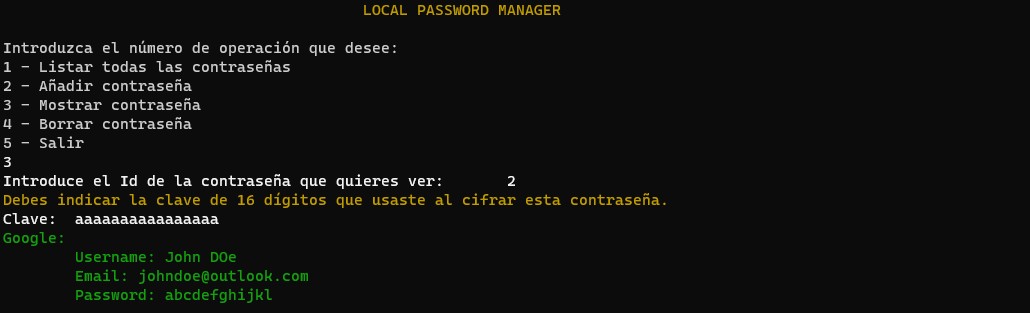 LOCAL PASSWORD MANAGER
Introduzca el número de operación que desee:
1 - Listar todas las contraseñas
2 - Añadir contraseña
3 - Mostrar contraseña
4 - Borrar contraseña
5 - Salir
3
Introduce el Id de la contraseña que quieres ver: 2
Debes indicar la clave de 16 dígitos que usaste al cifrar esta contraseña.
Clave: aaaaaaaaaaaaaaaa
Google:
Username: John DOe
Email: johndoe@outlook.com
Password: abcdefghijkl